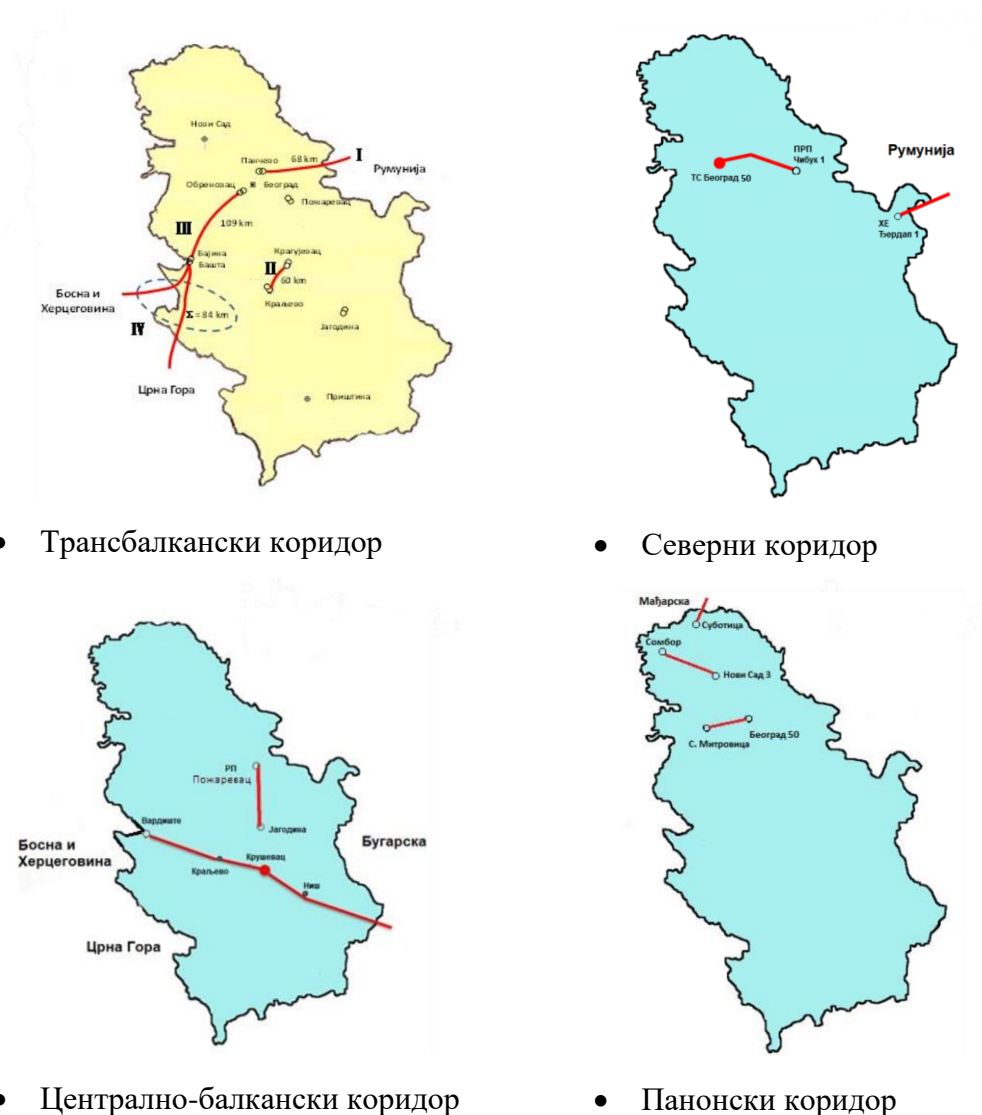 Нови Сад
Панчево
68 km
I
Румунија
Обреновац
Београд
Пожаревац
III
109 km
Бајина
Башта
Крагујевац
II
60 km
Босна и
Херцеговина
Краљево
Σ = 84 km
IV
Јагодина
Црна Гора
Приштина
• Трансбалкански коридор
ПРП
Чибук 1
Румунија
ТС Београд 50
ХЕ
Ђердап 1
• Северни коридор
РП
Пожаревац
Вардиште
Јагодина
Босна и
Херцеговина
Бугарска
Крушевац
Краљево
Ниш
Црна Гора
• Централно-балкански коридор
Мађарска
Суботица
Сомбор
Нови Сад 3
Београд 50
С. Митровица
• Панонски коридор